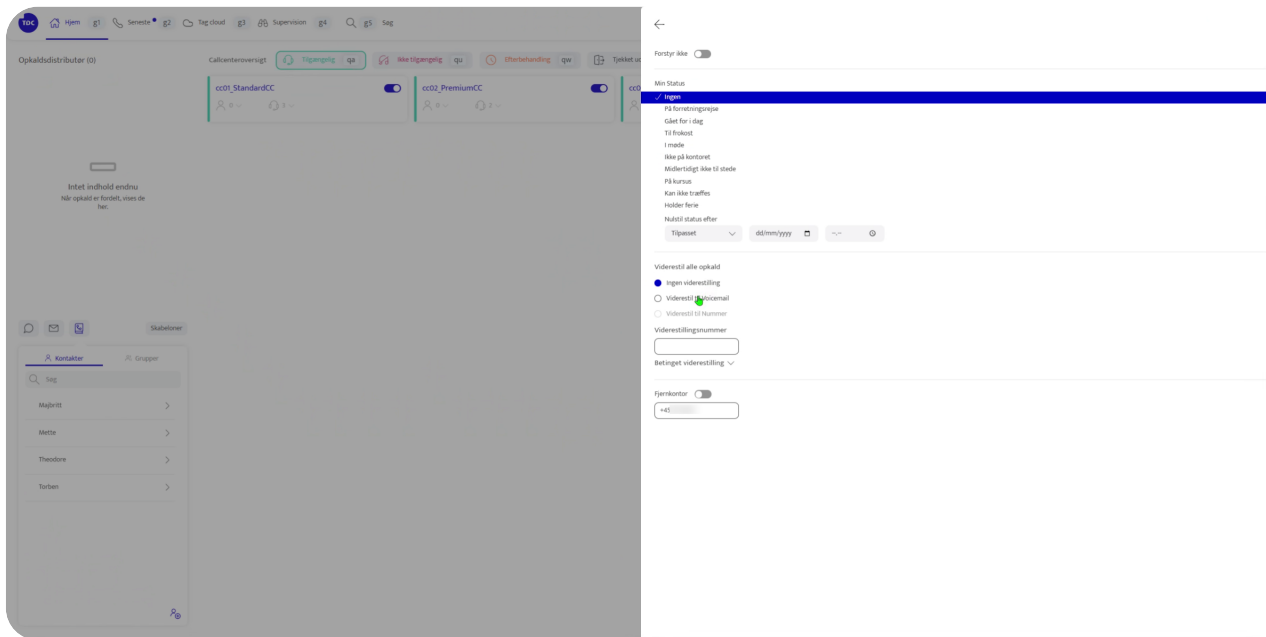 TDC
Hjem g1 Seneste g2 Tag cloud g3 Supervision g4 g5 Søg
Opkaldsdistributør (0)
Callcenteroversigt Tilgængelig qa Ikke tilgængelig qu Efterbehandling qw Tjekket ud
cc01_StandardCC
0
cc02_PremiumCC
0
Intet indhold endnu
Når opkald er fordelt, vises de
her.
Skabeloner
Kontakter Grupper
Søg
Majbritt
Mette
Theodore
Torben
Forstyr ikke
Min Status
Ingen
På forretningsrejse
Gået for i dag
Til frokost
I møde
Ikke på kontoret
Midlertidigt ikke til stede
På kursus
Kan ikke træffes
Holder ferie
Nulstil status efter
Tilpasset dd/mm/yyyy --:--
Viderestil alle opkald
Ingen viderestilling
Viderestil til Voicemail
Viderestil til Nummer
Viderestillingsnummer
Betinget viderestilling
Fjernkontor
+45